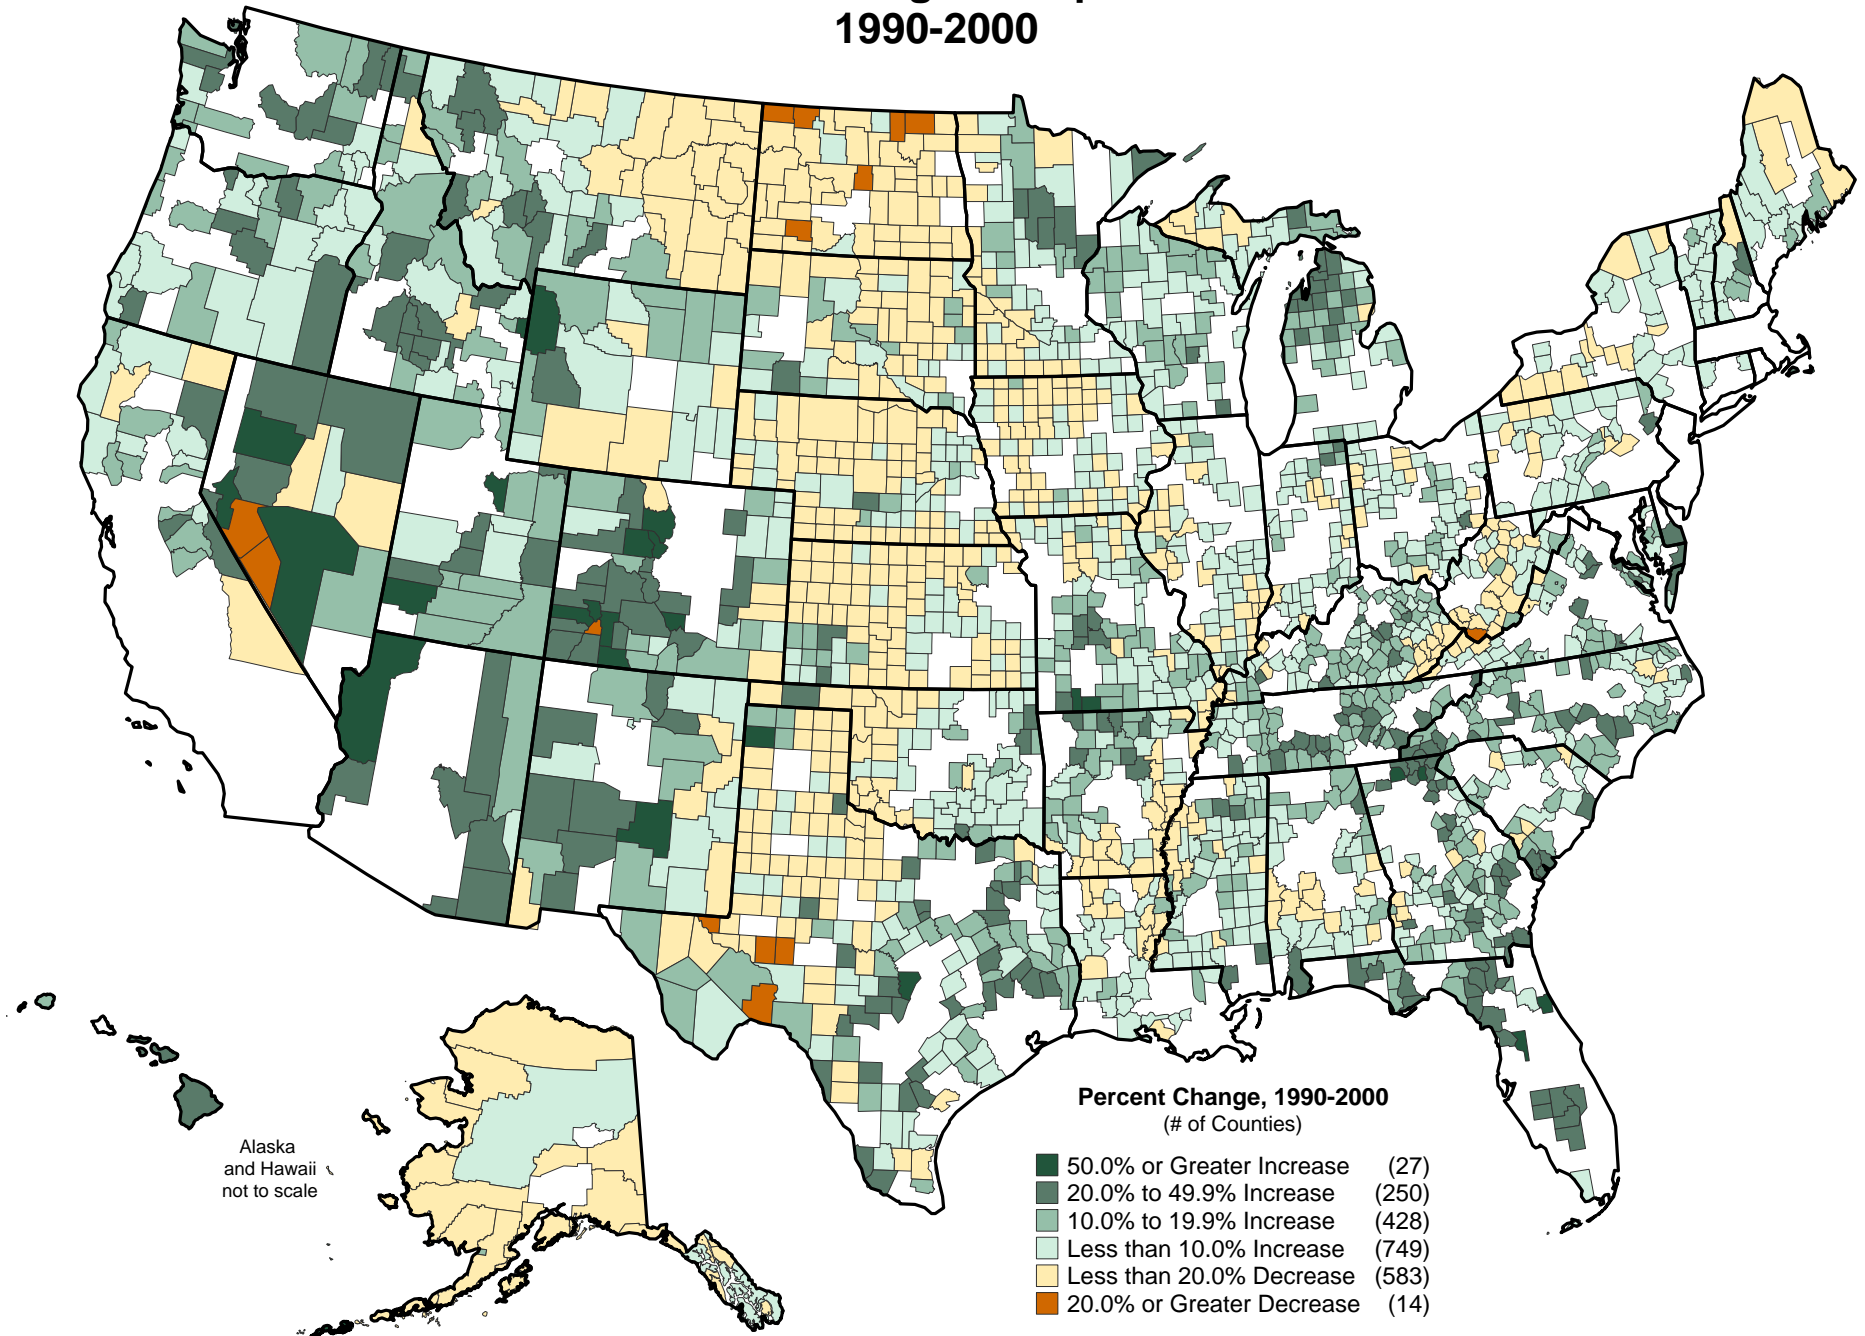 1990-2000
Alaska
and Hawaii
not to scale
Percent Change, 1990-2000
(# of Counties)
50.0% or Greater Increase (27)
20.0% to 49.9% Increase (250)
10.0% to 19.9% Increase (428)
Less than 10.0% Increase (749)
Less than 20.0% Decrease (583)
20.0% or Greater Decrease (14)